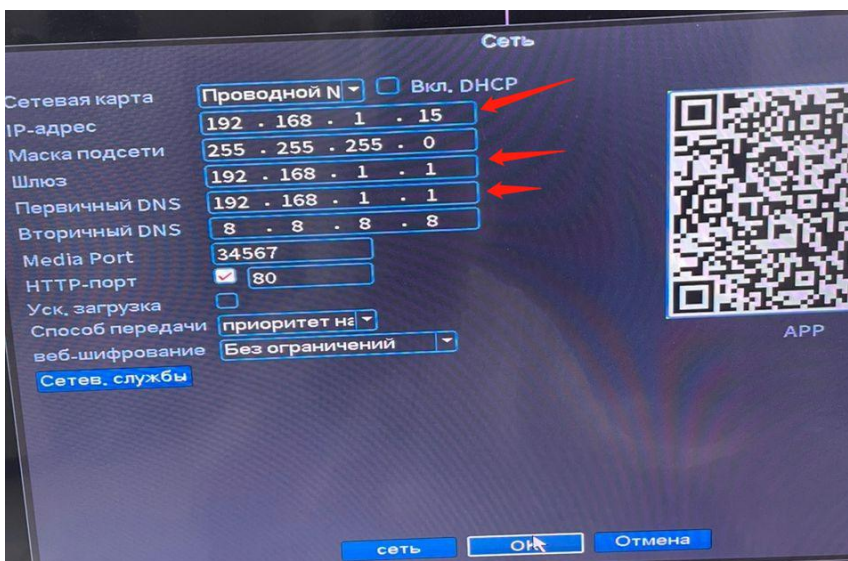 Сеть
Сетевая карта Проводной N Вкл. DHCP
IP-адрес 192 . 168 . 1 . 15
Маска подсети 255 . 255 . 255 . 0
Шлюз 192 . 168 . 1 . 1
Первичный DNS 192 . 168 . 1 . 1
Вторичный DNS 8 . 8 . 8 . 8
Media Port 34567
HTTP-порт 80
Уск. загрузка
Способ передачи приоритет на
веб-шифрование Без ограничений
Сетев. службы
APP
сеть OK Отмена